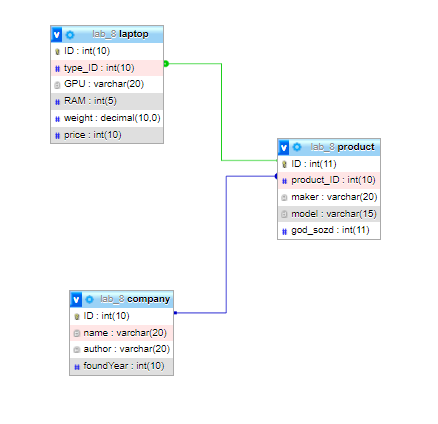 lab_8 laptop
ID : int(10)
type_ID : int(10)
GPU : varchar(20)
RAM : int(5)
weight : decimal(10,0)
price : int(10)
lab_8 product
ID : int(11)
product_ID : int(10)
maker : varchar(20)
model : varchar(15)
god_sozd : int(11)
lab_8 company
ID : int(10)
name : varchar(20)
author : varchar(20)
foundYear : int(10)